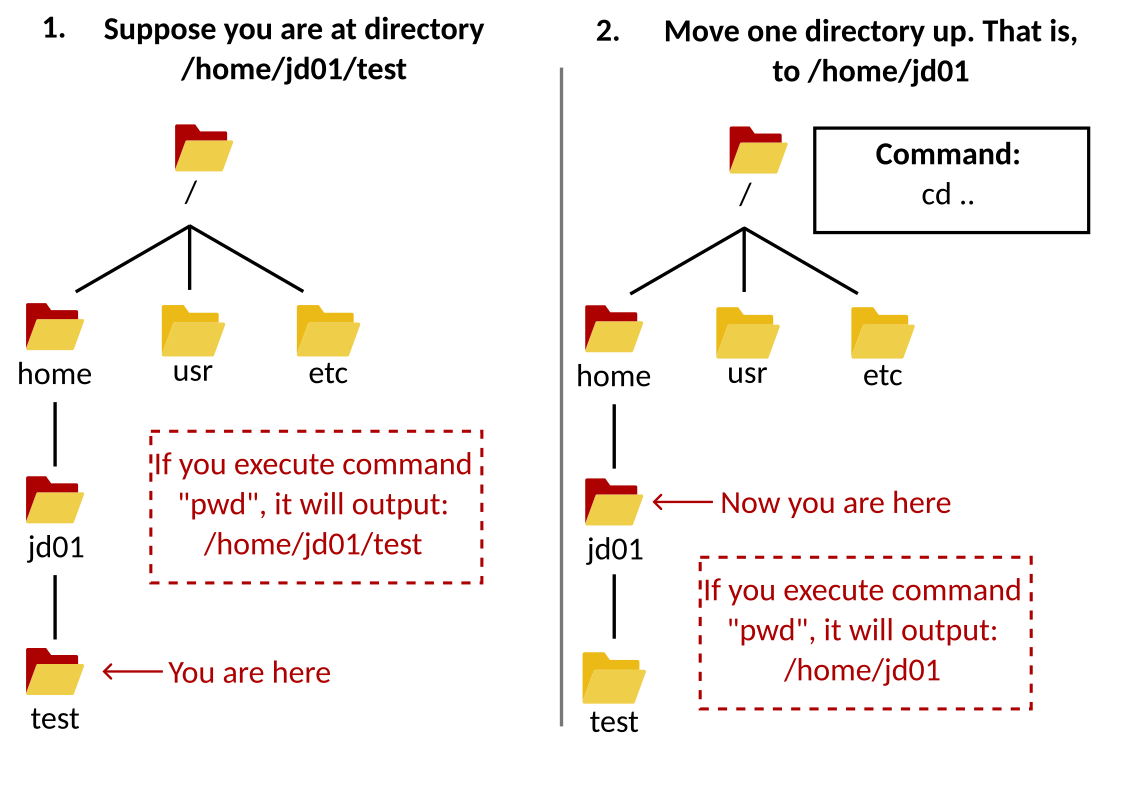 1. Suppose you are at directory
/home/jd01/test
/
home
usr
etc
If you execute command
"pwd", it will output:
/home/jd01/test
jd01
You are here
test
2. Move one directory up. That is,
to /home/jd01
Command:
cd ..
/
home
usr
etc
Now you are here
jd01
If you execute command
"pwd", it will output:
/home/jd01
test